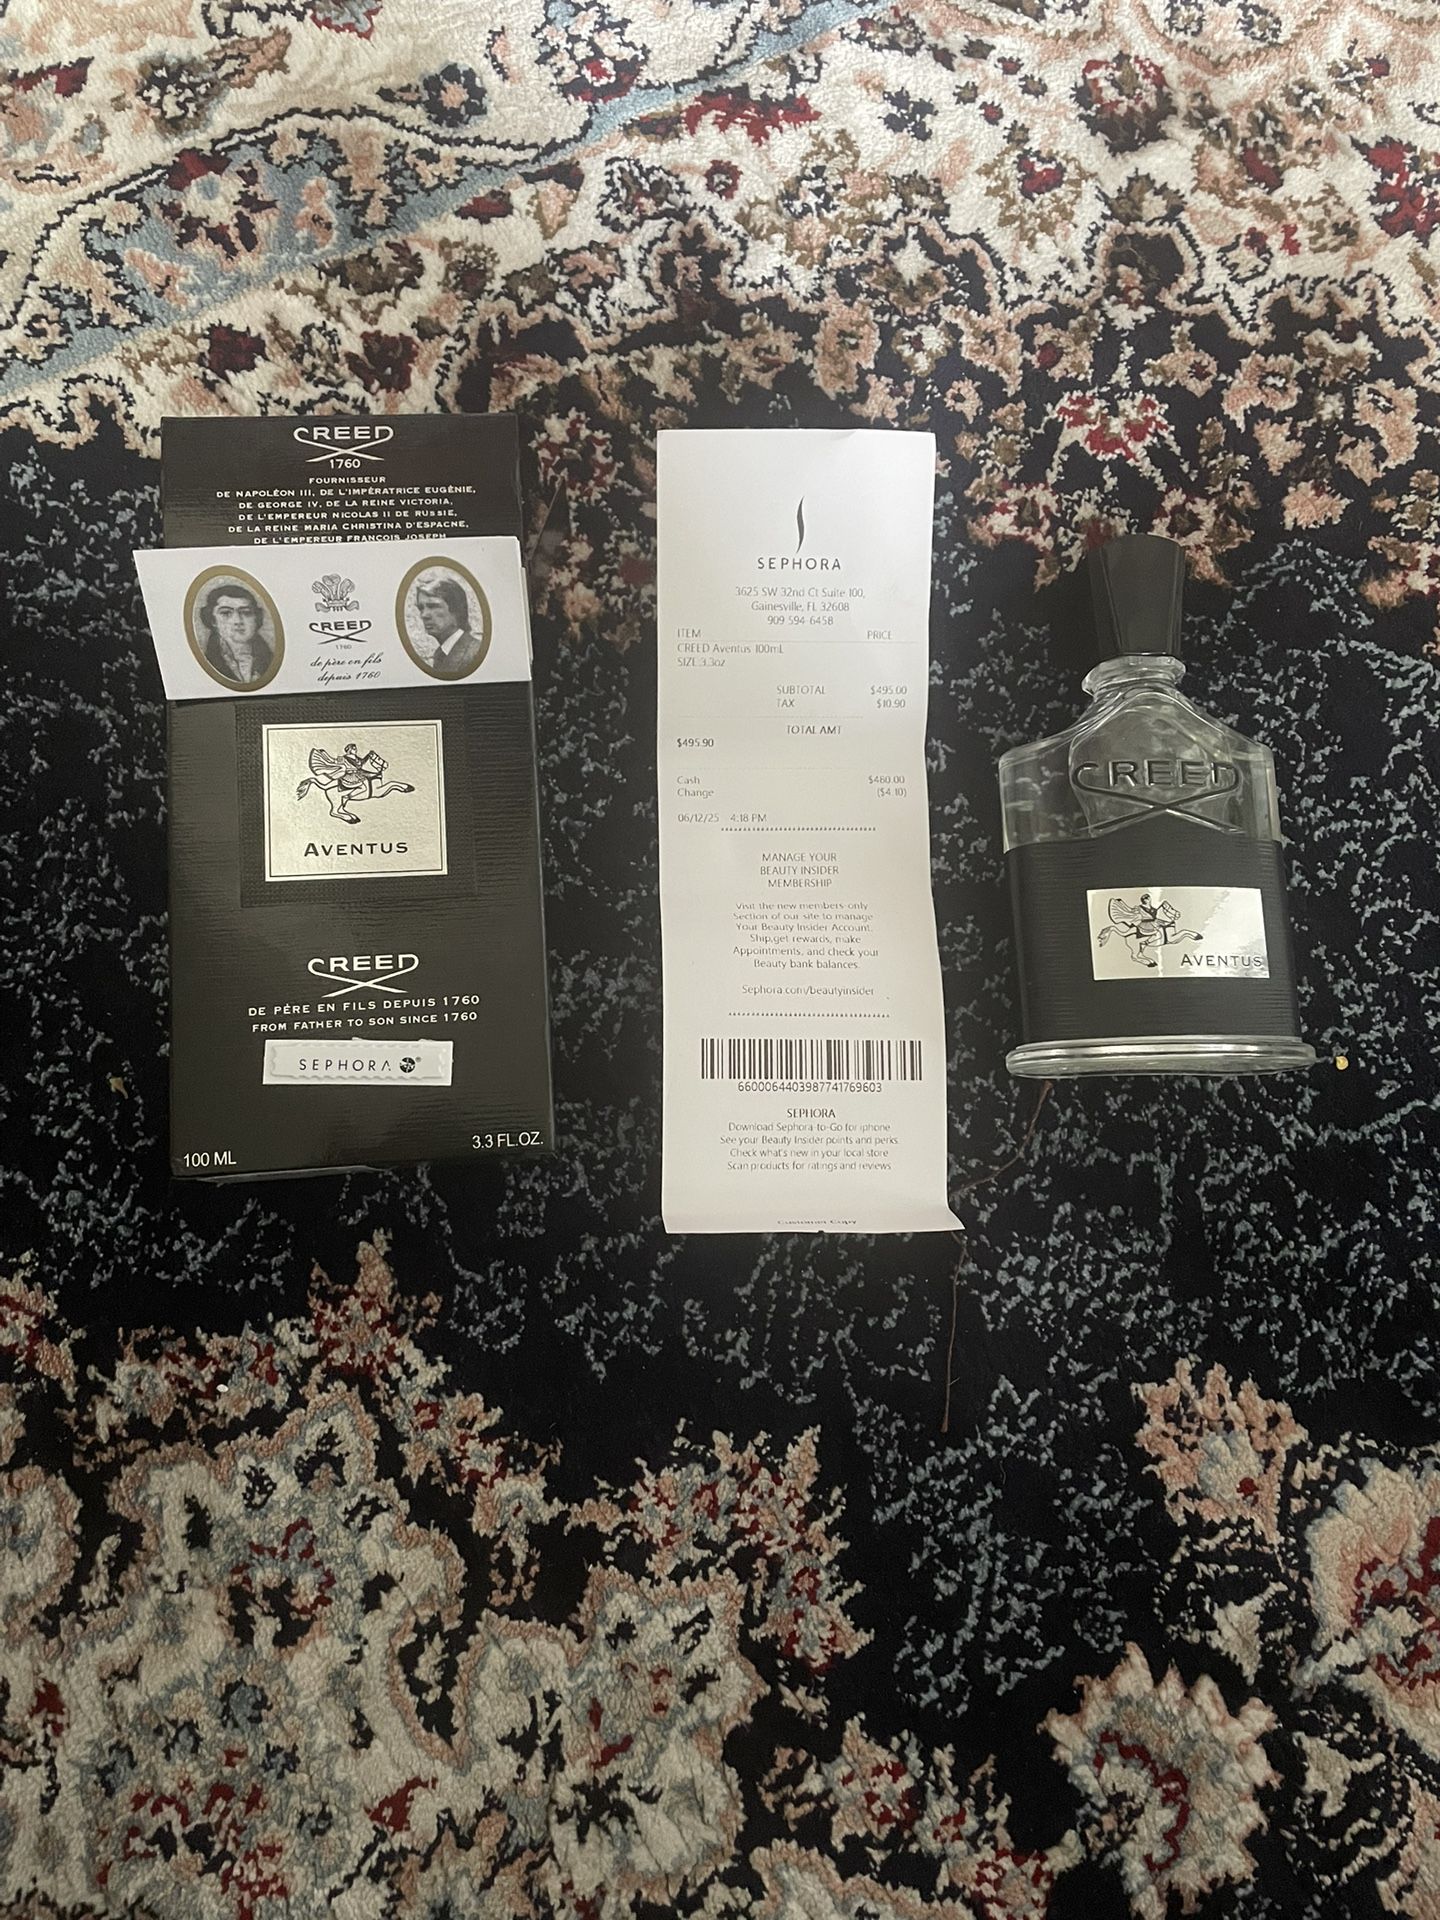 CREED
1760
FOURNISSEUR
DE NAPOLÉON III, DE L'IMPÉRATRICE EUGÉNIE,
DE GEORGE IV, DE LA REINE VICTORIA,
DE L'EMPEREUR NICOLAS II DE RUSSIE,
DE LA REINE MARIA CHRISTINA D'ESPAGNE,
DE L'EMPEREUR FRANÇOIS JOSEPH
CREED
1760
de père en fils
depuis 1760
AVENTUS
CREED
DE PÈRE EN FILS DEPUIS 1760
FROM FATHER TO SON SINCE 1760
SEPHORA
100 ML
3.3 FL.OZ.
SEPHORA
3625 SW 32nd Ct Suite 100,
Gainesville, FL 32608
909 594-6458
ITEM PRICE
CREED Aventus 100mL
SIZE:3.3oz
SUBTOTAL $495.00
TAX $10.90
TOTAL AMT
$495.90
Cash $460.00
Change ($4.10)
06/12/25 4:18 PM
MANAGE YOUR
BEAUTY INSIDER
MEMBERSHIP
Visit the new members-only
Section of our site to manage
Your Beauty Insider Account.
Ship,get rewards, make
Appointments, and check your
Beauty bank balances.
Sephora.com/beautyinsider
6600064403987741769603
SEPHORA
Download Sephora-to-Go for iphone
See your Beauty Insider points and perks.
Check what's new in your local store
Scan products for ratings and reviews
Customer Copy
CREED
AVENTUS